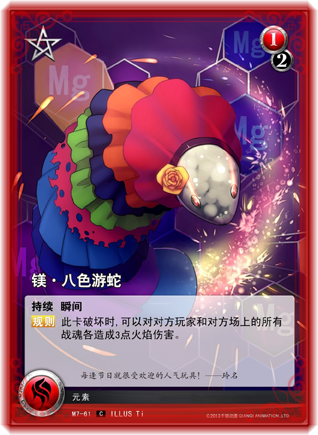 1
2
Mg
Mg
Mg
Mg
镁·八色游蛇
持续 瞬间
规则 此卡破坏时,可以对对方玩家和对方场上的所有
战魂各造成3点火焰伤害。
每逢节日就很受欢迎的人气玩具!——玲名
元素
M7-61 C ILLUS Ti